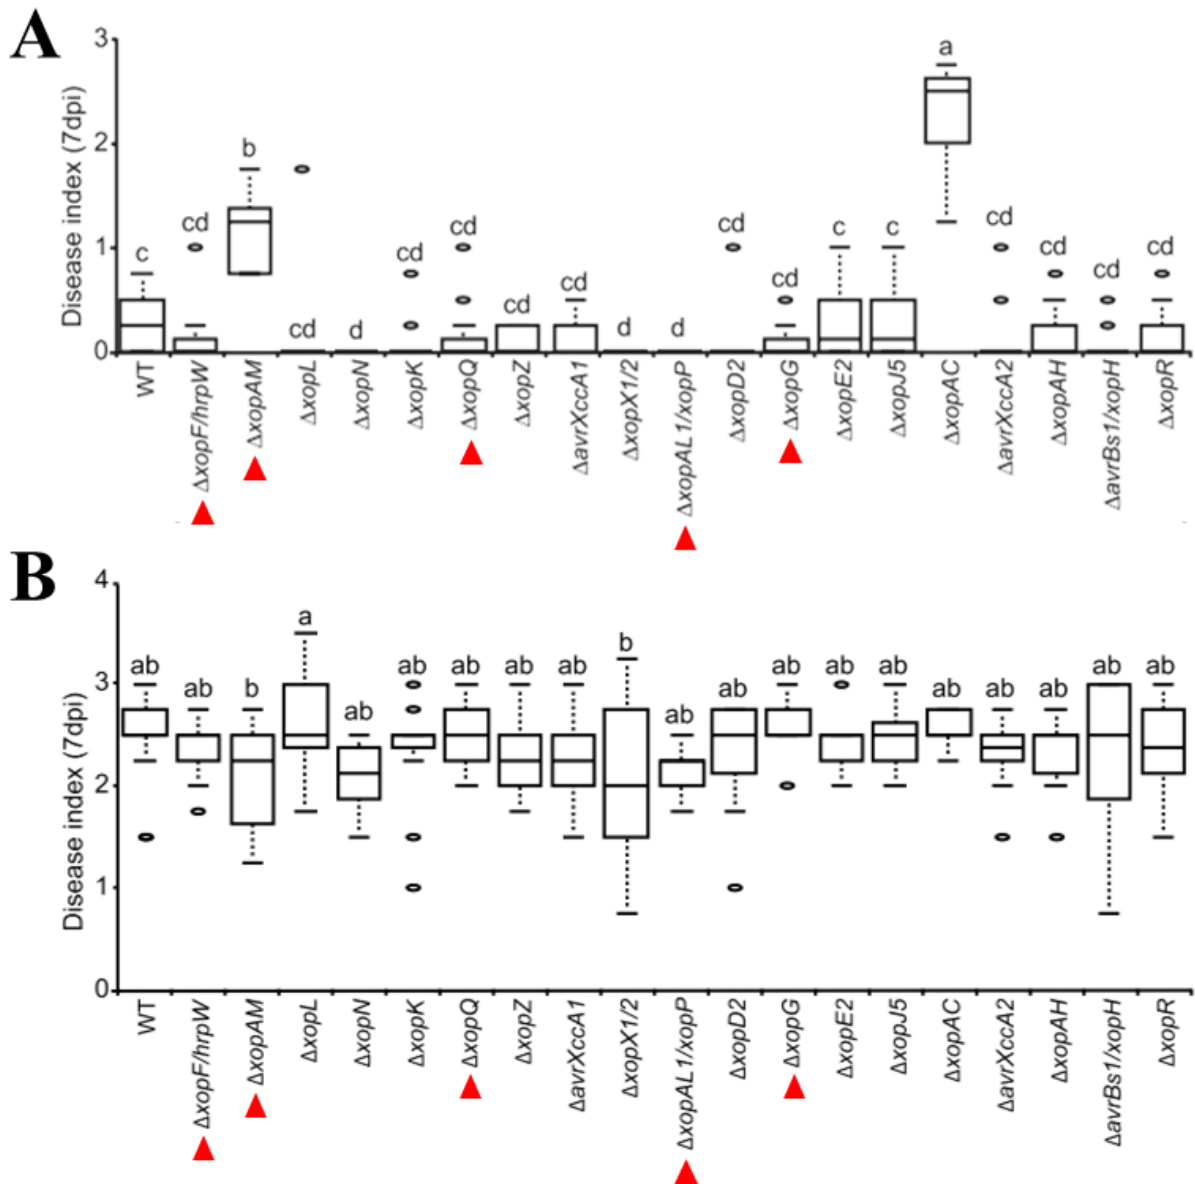 A
Disease index (7dpi)
3
2
1
0
c
cd
b
cd
d
cd
cd
cd
cd
d
d
cd
cd
c
c
a
cd
cd
cd
cd
WT
ΔxopF/hrpW
ΔxopAM
ΔxopL
ΔxopN
ΔxopK
ΔxopQ
ΔxopZ
ΔavrXccA1
ΔxopX1/2
ΔxopAL1/xopP
ΔxopD2
ΔxopG
ΔxopE2
ΔxopJ5
ΔxopAC
ΔavrXccA2
ΔxopAH
ΔavrBs1/xopH
ΔxopR
B
Disease index (7dpi)
4
3
2
1
0
ab
ab
b
a
ab
ab
ab
ab
ab
b
ab
ab
ab
ab
ab
ab
ab
ab
ab
ab
WT
ΔxopF/hrpW
ΔxopAM
ΔxopL
ΔxopN
ΔxopK
ΔxopQ
ΔxopZ
ΔavrXccA1
ΔxopX1/2
ΔxopAL1/xopP
ΔxopD2
ΔxopG
ΔxopE2
ΔxopJ5
ΔxopAC
ΔavrXccA2
ΔxopAH
ΔavrBs1/xopH
ΔxopR